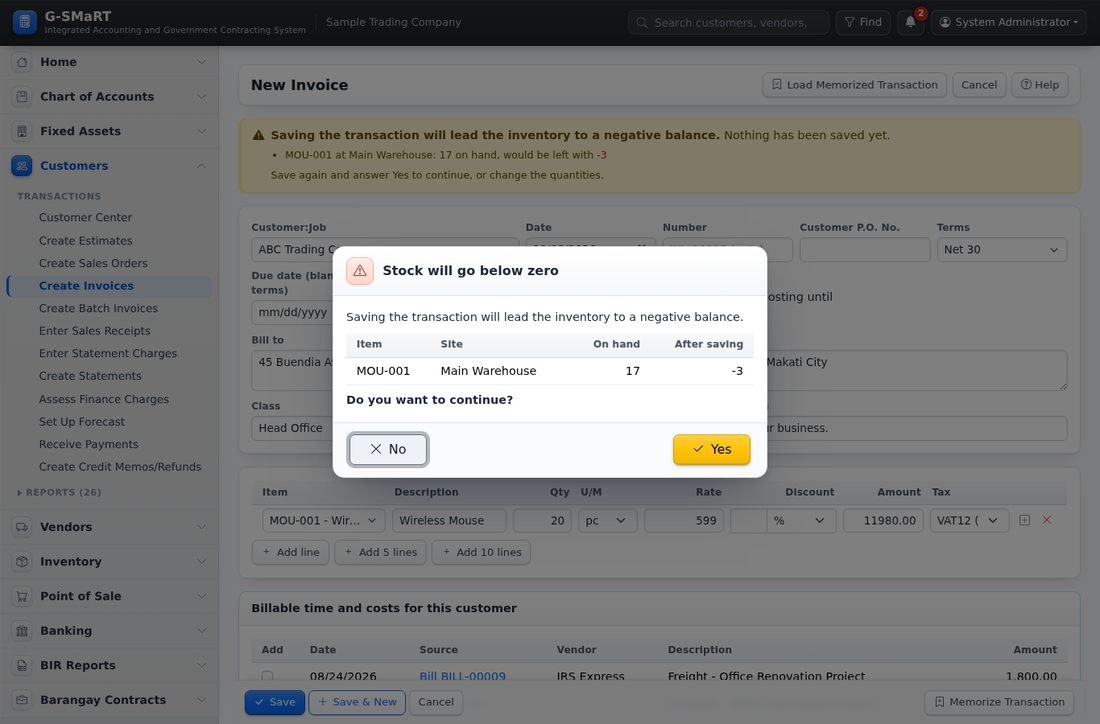 G-SMaRT
Integrated Accounting and Government Contracting System
Sample Trading Company
Search customers, vendors,
Find
2
System Administrator
Home
Chart of Accounts
Fixed Assets
Customers
TRANSACTIONS
Customer Center
Create Estimates
Create Sales Orders
Create Invoices
Create Batch Invoices
Enter Sales Receipts
Enter Statement Charges
Create Statements
Assess Finance Charges
Set Up Forecast
Receive Payments
Create Credit Memos/Refunds
REPORTS (26)
Vendors
Inventory
Point of Sale
Banking
BIR Reports
Barangay Contracts
New Invoice
Load Memorized Transaction
Cancel
Help
Saving the transaction will lead the inventory to a negative balance. Nothing has been saved yet.
• MOU-001 at Main Warehouse: 17 on hand, would be left with -3
Save again and answer Yes to continue, or change the quantities.
Customer:Job Date Number Customer P.O. No. Terms
ABC Trading Net 30
Due date (blan
terms)
osting until
mm/dd/yyyy
Bill to
45 Buendia Makati City
Class
Head Office r business.
Stock will go below zero
Saving the transaction will lead the inventory to a negative balance.
Item Site On hand After saving
MOU-001 Main Warehouse 17 -3
Do you want to continue?
No
Yes
Item Description Qty U/M Rate Discount Amount Tax
MOU-001 - Wir... Wireless Mouse 20 pc 599 % 11980.00 VAT12 (
+ Add line + Add 5 lines + Add 10 lines
Billable time and costs for this customer
Add Date Source Vendor Description Amount
08/24/2026 Bill BILL-00009 JRS Express Freight - Office Renovation Project 1,800.00
Save
+ Save & New
Cancel
Memorize Transaction